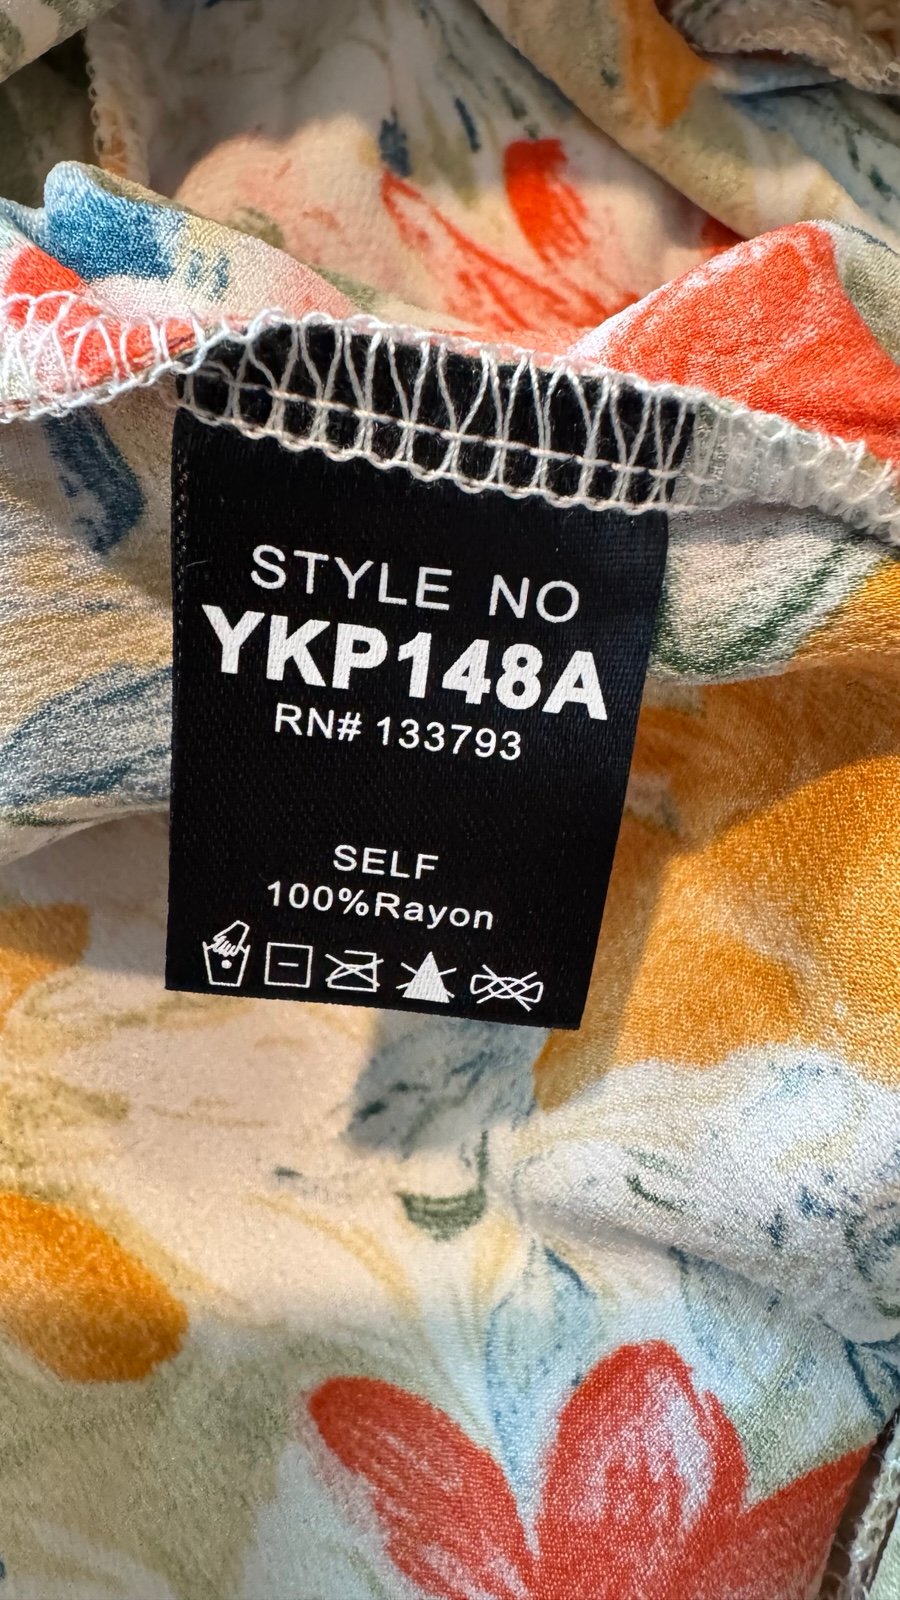 STYLE NO
YKP148A
RN# 133793
SELF
100%Rayon